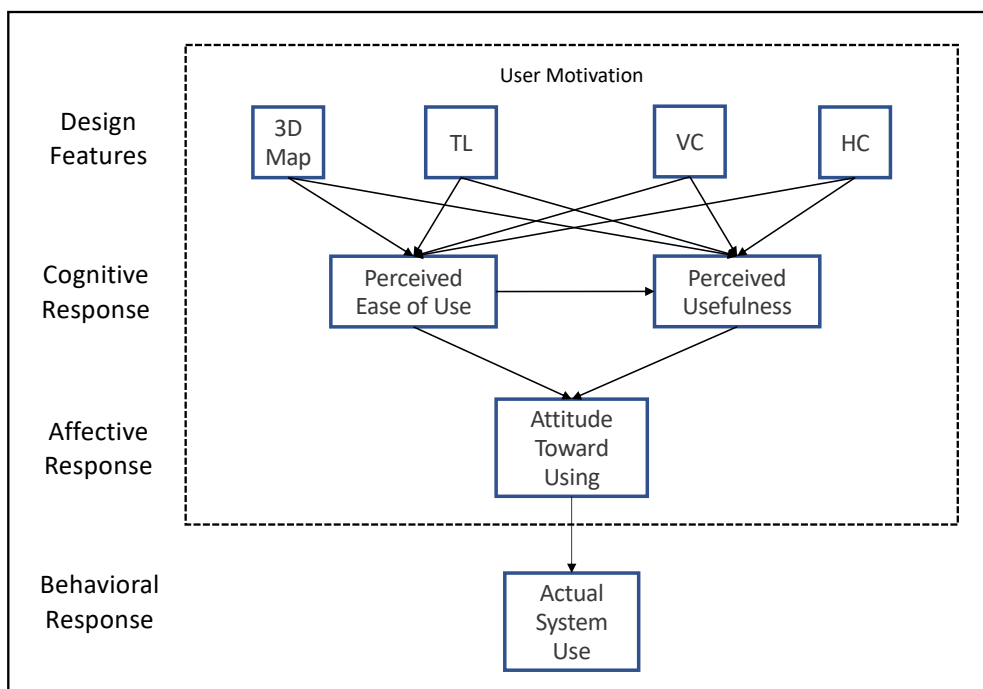 User Motivation
Design
Features
3D
Map
TL
VC
HC
Cognitive
Response
Perceived
Ease of Use
Perceived
Usefulness
Affective
Response
Attitude
Toward
Using
Behavioral
Response
Actual
System
Use